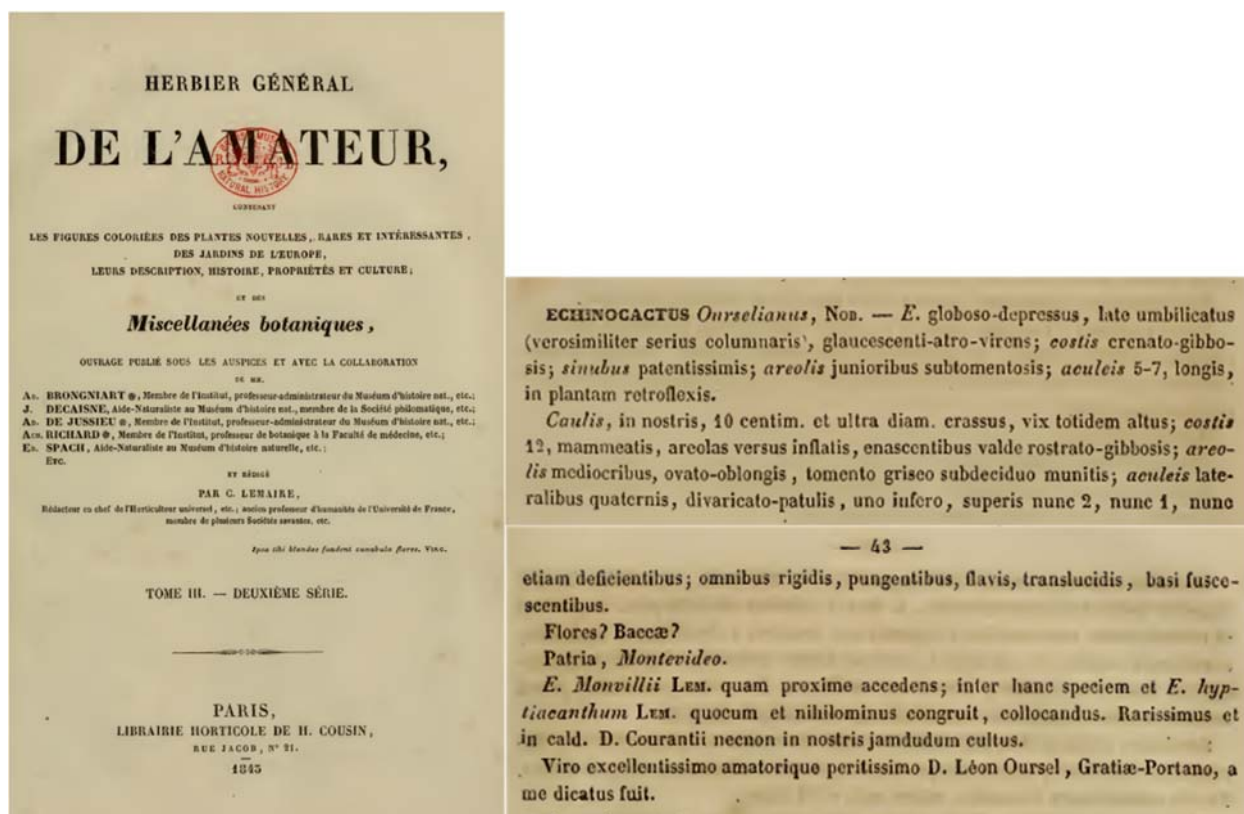 HERBIER GÉNÉRAL
DE L'AMATEUR,
CONTENANT
LES FIGURES COLORIÉES DES PLANTES NOUVELLES, RARES ET INTÉRESSANTES,
DES JARDINS DE L'EUROPE,
LEURS DESCRIPTION, HISTOIRE, PROPRIÉTÉS ET CULTURE;
ET DES
Miscellanées botaniques,
OUVRAGE PUBLIÉ SOUS LES AUSPICES ET AVEC LA COLLABORATION
DE MM.
AD. BRONGNIART, Membre de l'Institut, professeur-administrateur du Muséum d'histoire nat., etc.;
J. DECAISNE, Aide-Naturaliste au Muséum d'histoire nat., membre de la Société philomatique, etc.;
AD. DE JUSSIEU, Membre de l'Institut, professeur-administrateur du Muséum d'histoire nat., etc.;
ACH. RICHARD, Membre de l'Institut, professeur de botanique à la Faculté de médecine, etc.;
ED. SPACH, Aide-Naturaliste au Muséum d'histoire naturelle, etc.;
ETC.
ET RÉDIGÉ
PAR C. LEMAIRE,
Rédacteur en chef de l'Horticulteur universel, etc.; ancien professeur d'humanités de l'Université de France,
membre de plusieurs Sociétés savantes, etc.
Ipsa tibi blandos fundent cunabula flores. VIRG.
TOME III. — DEUXIÈME SÉRIE.
PARIS,
LIBRAIRIE HORTICOLE DE H. COUSIN,
RUE JACOB, N° 21.
1843
MUSEUM
NATURAL HISTORY
ECHINOCACTUS Ourselianus, NOB. — E. globoso-depressus, late umbilicatus
(verosimiliter serius columnaris), glaucescenti-atro-virens; costis crenato-gibbo-
sis; sinubus patentissimis; areolis junioribus subtomentosis; aculeis 5-7, longis,
in plantam retroflexis.
Caulis, in nostris, 10 centim. et ultra diam. crassus, vix totidem altus; costis
12, mammeatis, areolas versus inflatis, enascentibus valde rostrato-gibbosis; areo-
lis mediocribus, ovato-oblongis, tomento griseo subdeciduo munitis; aculeis late-
ralibus quaternis, divaricato-patulis, uno infero, superis nunc 2, nunc 1, nunc
— 43 —
etiam deficientibus; omnibus rigidis, pungentibus, flavis, translucidis, basi fusce-
scentibus.
Flores? Baccæ?
Patria, Montevideo.
E. Monvillii LEM. quam proxime accedens; inter hanc speciem et E. hyp-
tiacanthum LEM. quocum et nihilominus congruit, collocandus. Rarissimus et
in cald. D. Courantii necnon in nostris jamdudum cultus.
Viro excellentissimo amatorique peritissimo D. Léon Oursel, Gratiæ-Portano, a
me dicatus fuit.